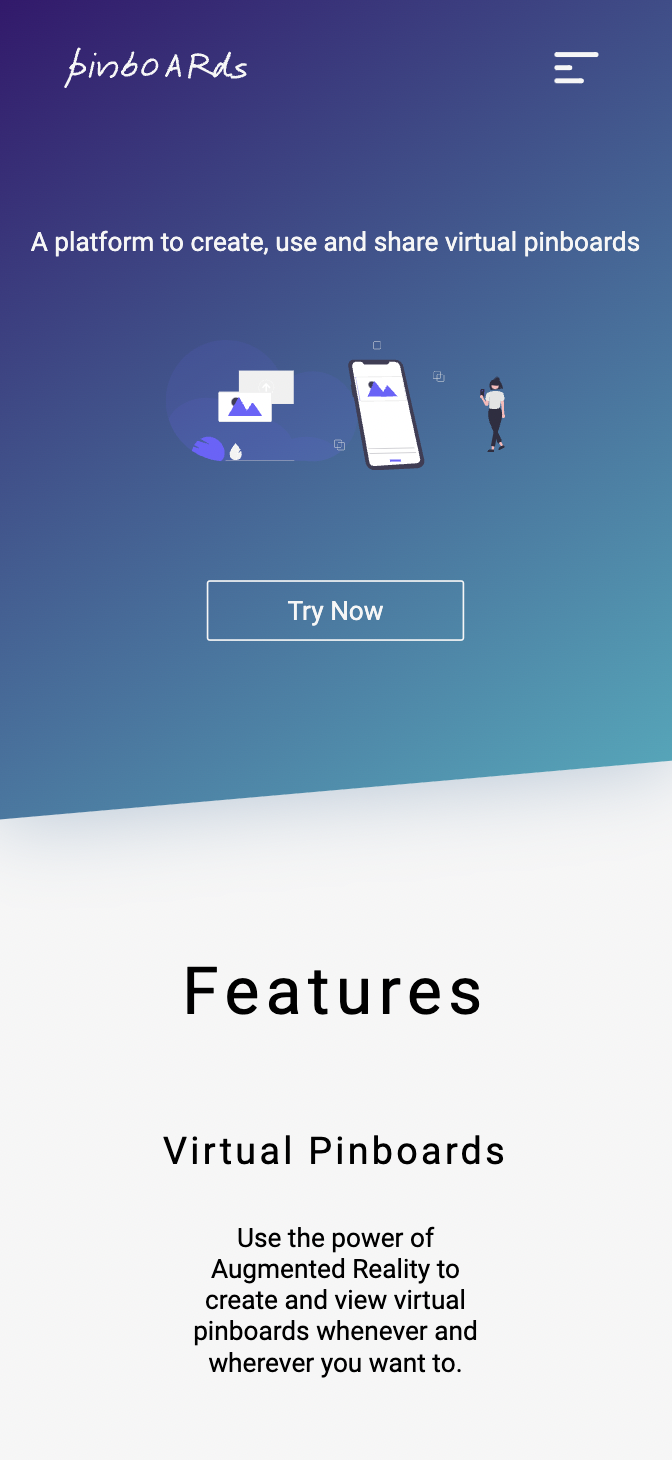 pinboARds
A platform to create, use and share virtual pinboards
Try Now
Features
Virtual Pinboards
Use the power of
Augmented Reality to
create and view virtual
pinboards whenever and
wherever you want to.